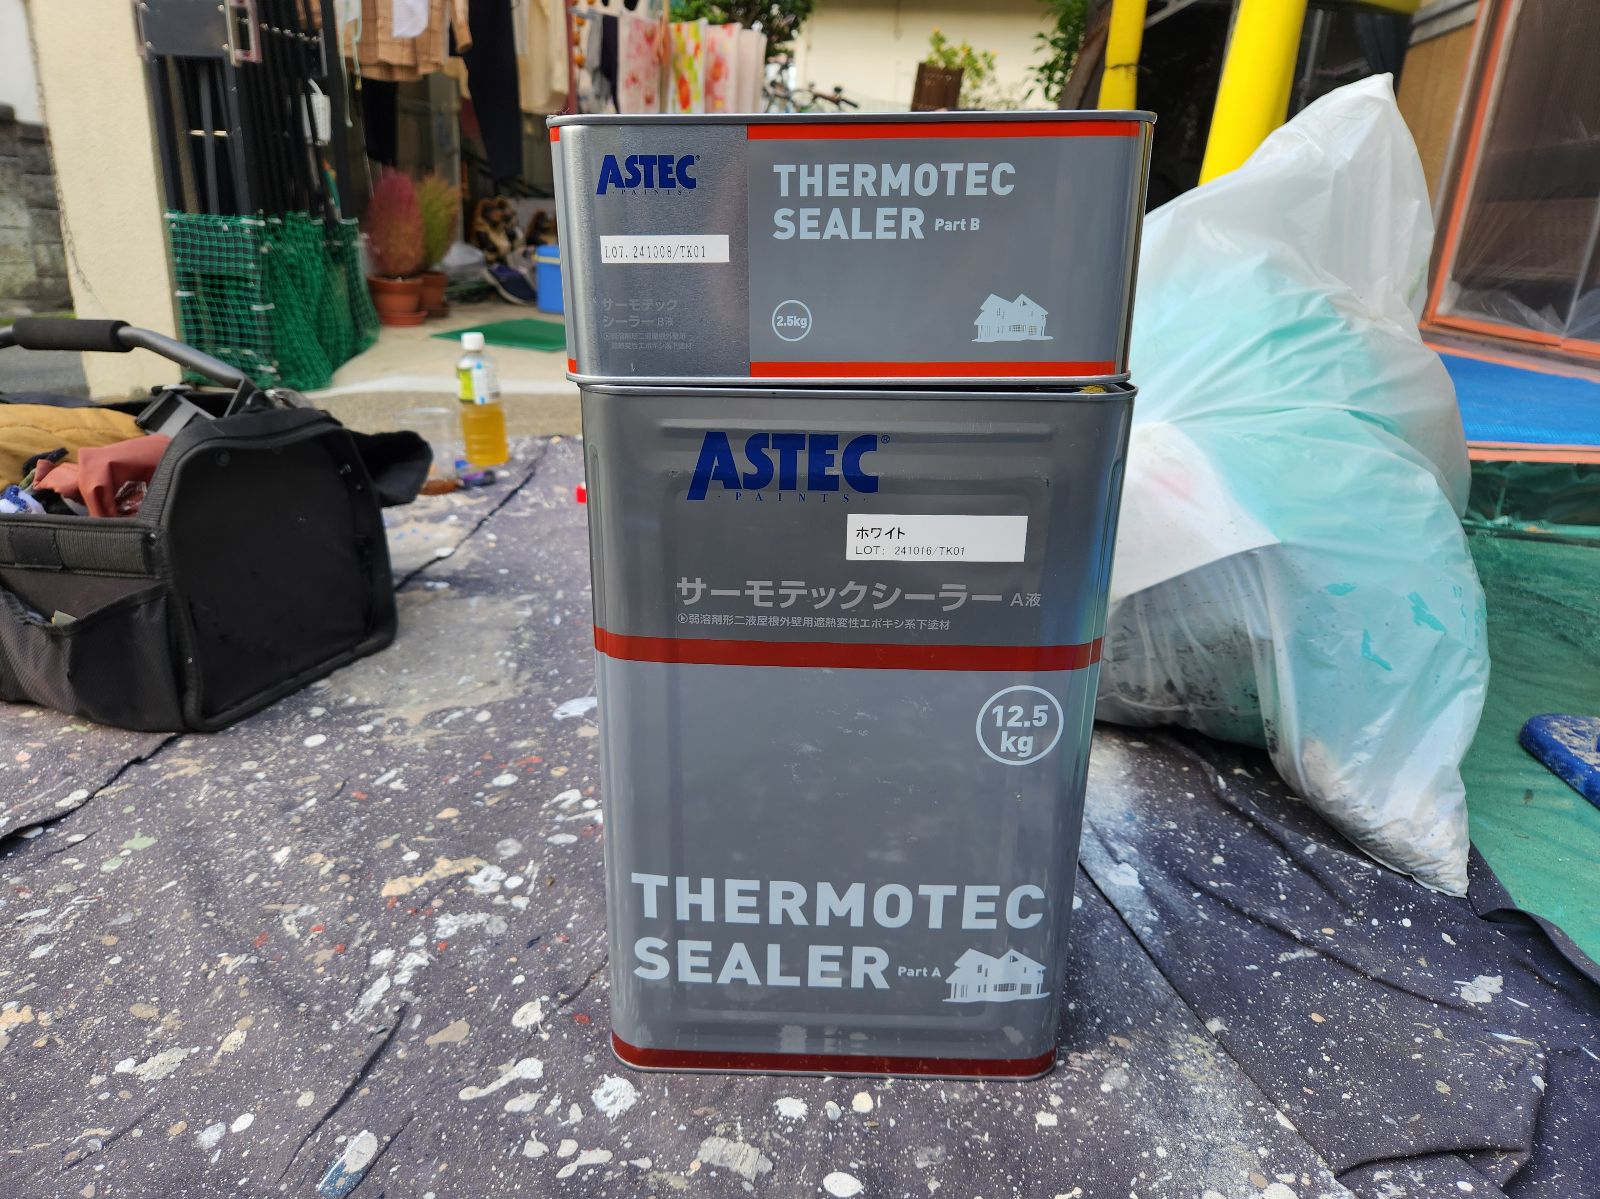 ASTEC®
PAINTS
THERMOTEC
SEALER Part B
LOT. 241008/TK01
サーモテック
シーラー B液
2.5kg
ASTEC®
PAINTS
ホワイト
LOT: 241016/TK01
サーモテックシーラー A液
弱溶剤形二液屋根外壁用遮熱変性エポキシ系下塗材
12.5
kg
THERMOTEC
SEALER Part A